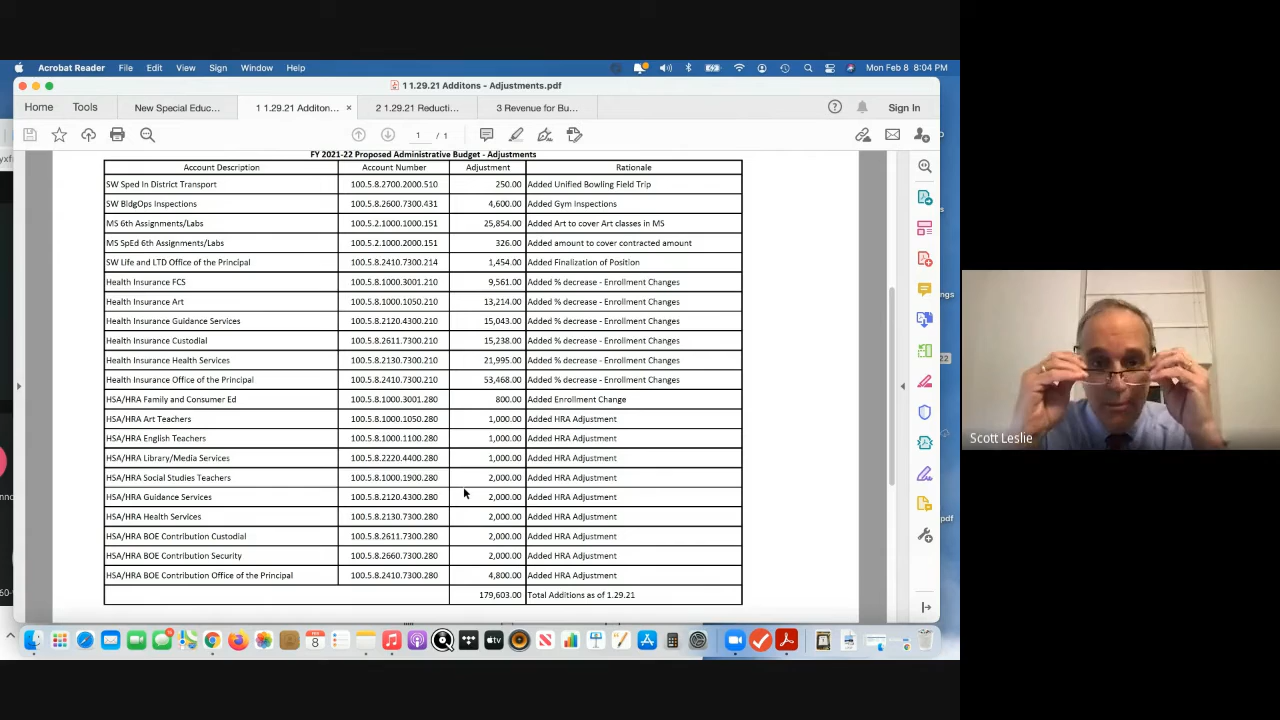 Acrobat Reader File Edit View Sign Window Help Mon Feb 8 8:04 PM
1 1.29.21 Additons - Adjustments.pdf
Home Tools New Special Educ... 1 1.29.21 Additon... × 2 1.29.21 Reducti... 3 Revenue for Bu... Sign In
1 / 1
FY 2021-22 Proposed Administrative Budget - Adjustments
Account Description Account Number Adjustment Rationale
SW Sped In District Transport 100.5.8.2700.2000.510 250.00 Added Unified Bowling Field Trip
SW BldgOps Inspections 100.5.8.2600.7300.431 4,600.00 Added Gym Inspections
MS 6th Assignments/Labs 100.5.2.1000.1000.151 25,854.00 Added Art to cover Art classes in MS
MS SpEd 6th Assignments/Labs 100.5.2.1000.2000.151 326.00 Added amount to cover contracted amount
SW Life and LTD Office of the Principal 100.5.8.2410.7300.214 1,454.00 Added Finalization of Position
Health Insurance FCS 100.5.8.1000.3001.210 9,561.00 Added % decrease - Enrollment Changes
Health Insurance Art 100.5.8.1000.1050.210 13,214.00 Added % decrease - Enrollment Changes
Health Insurance Guidance Services 100.5.8.2120.4300.210 15,043.00 Added % decrease - Enrollment Changes
Health Insurance Custodial 100.5.8.2611.7300.210 15,238.00 Added % decrease - Enrollment Changes
Health Insurance Health Services 100.5.8.2130.7300.210 21,995.00 Added % decrease - Enrollment Changes
Health Insurance Office of the Principal 100.5.8.2410.7300.210 53,468.00 Added % decrease - Enrollment Changes
HSA/HRA Family and Consumer Ed 100.5.8.1000.3001.280 800.00 Added Enrollment Change
HSA/HRA Art Teachers 100.5.8.1000.1050.280 1,000.00 Added HRA Adjustment
HSA/HRA English Teachers 100.5.8.1000.1100.280 1,000.00 Added HRA Adjustment
HSA/HRA Library/Media Services 100.5.8.2220.4400.280 1,000.00 Added HRA Adjustment
HSA/HRA Social Studies Teachers 100.5.8.1000.1900.280 2,000.00 Added HRA Adjustment
HSA/HRA Guidance Services 100.5.8.2120.4300.280 2,000.00 Added HRA Adjustment
HSA/HRA Health Services 100.5.8.2130.7300.280 2,000.00 Added HRA Adjustment
HSA/HRA BOE Contribution Custodial 100.5.8.2611.7300.280 2,000.00 Added HRA Adjustment
HSA/HRA BOE Contribution Security 100.5.8.2660.7300.280 2,000.00 Added HRA Adjustment
HSA/HRA BOE Contribution Office of the Principal 100.5.8.2410.7300.280 4,800.00 Added HRA Adjustment
179,603.00 Total Additions as of 1.29.21
Scott Leslie